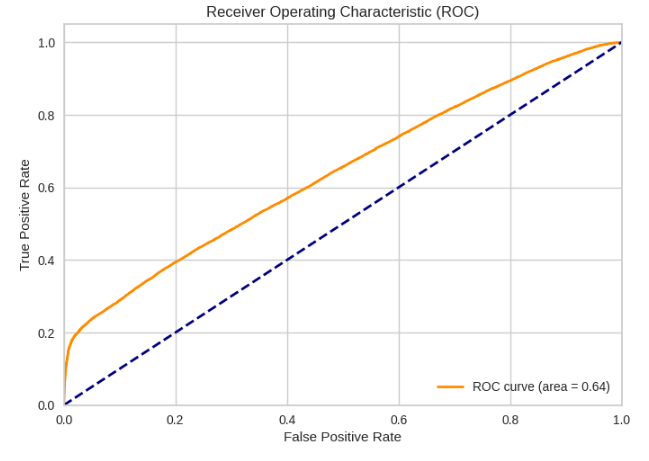 Receiver Operating Characteristic (ROC)
1.0
0.8
0.6
0.4
0.2
0.0
True Positive Rate
ROC curve (area = 0.64)
0.0 0.2 0.4 0.6 0.8 1.0
False Positive Rate